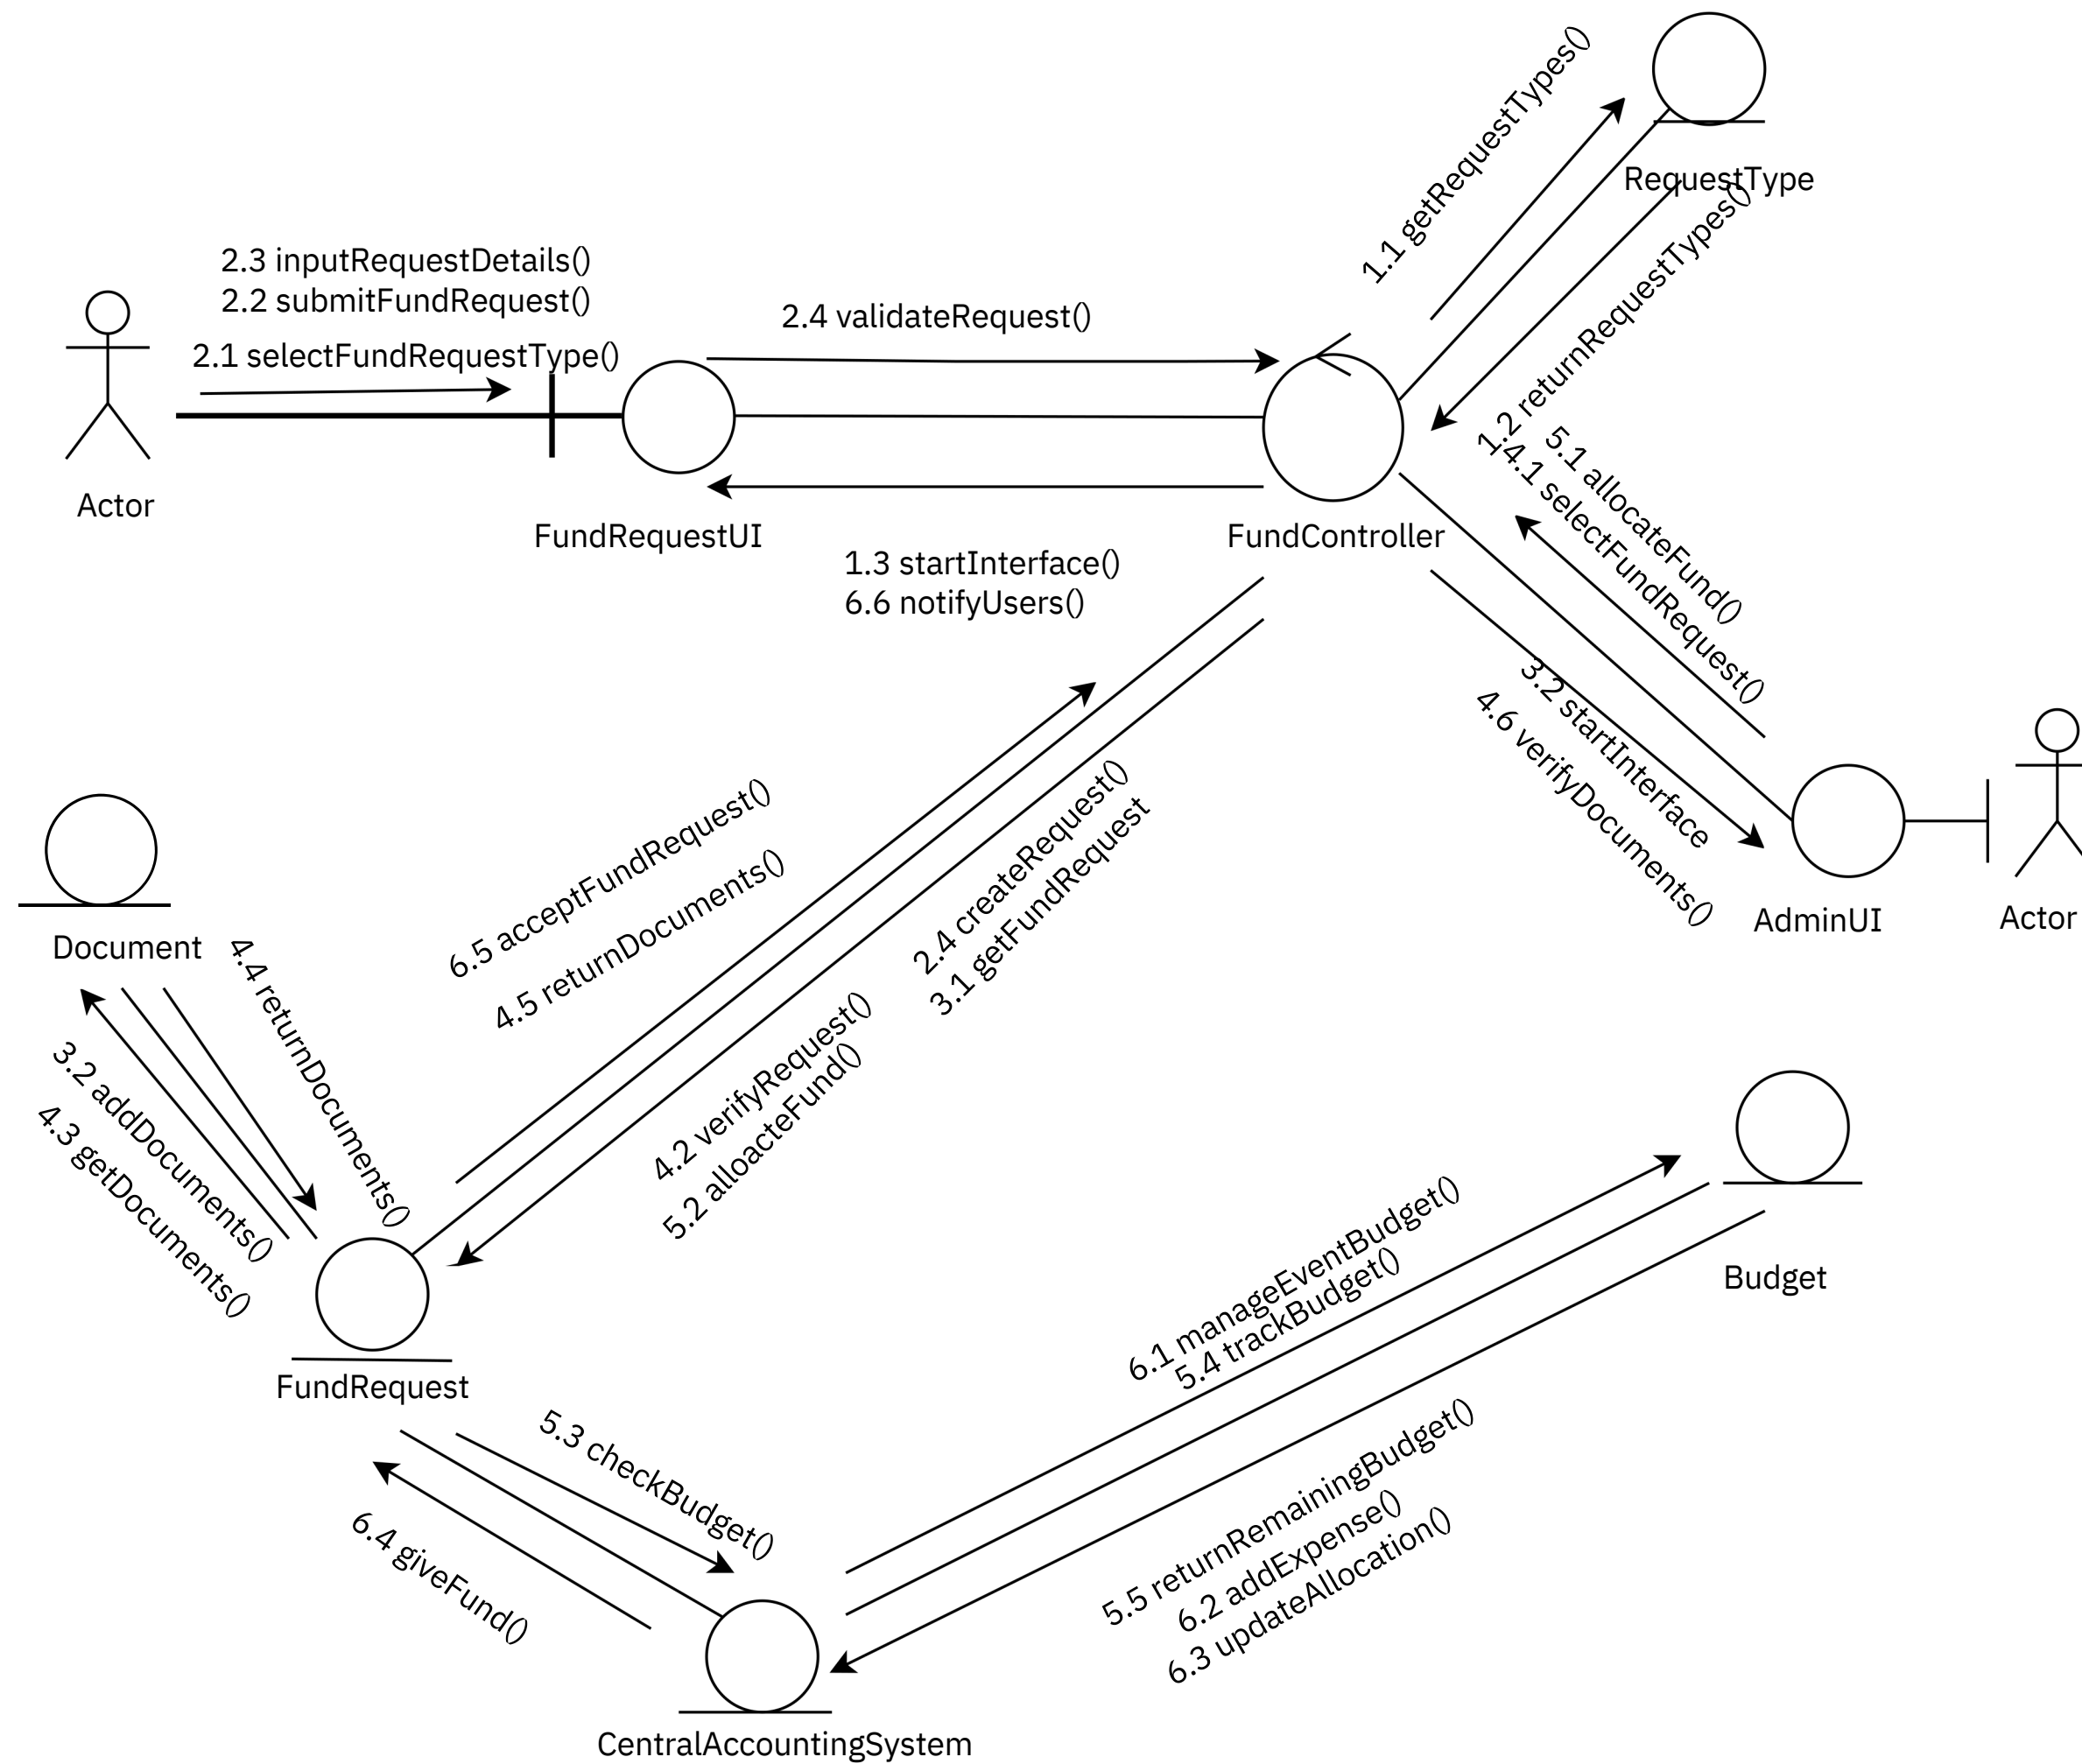 1.1 getRequestTypes()
RequestType
1.2 returnRequestTypes()
2.3 inputRequestDetails()
2.2 submitFundRequest()
2.1 selectFundRequestType()
2.4 validateRequest()
Actor
FundRequestUI
FundController
1.3 startInterface()
6.6 notifyUsers()
5.1 allocateFund()
14.1 selectFundRequest()
3.2 startInterface
4.6 verifyDocuments()
AdminUI
Actor
6.5 acceptFundRequest()
4.5 returnDocuments()
2.4 createRequest()
3.1 getFundRequest
4.2 verifyRequest()
5.2 alloacteFund()
Document
4.4 returnDocuments()
3.2 addDocuments()
4.3 getDocuments()
FundRequest
Budget
6.1 manageEventBudget()
5.4 trackBudget()
5.3 checkBudget()
6.4 giveFund()
5.5 returnRemainingBudget()
6.2 addExpense()
6.3 updateAllocation()
CentralAccountingSystem